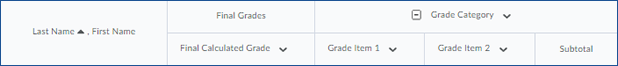 Final Grades
Grade Category
Last Name , First Name
Final Calculated Grade
Grade Item 1
Grade Item 2
Subtotal